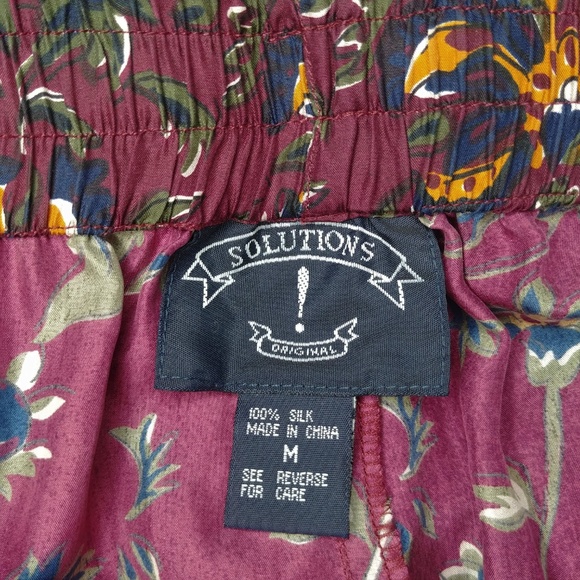 SOLUTIONS
!
ORIGINAL
100% SILK
MADE IN CHINA
M
SEE REVERSE
FOR CARE